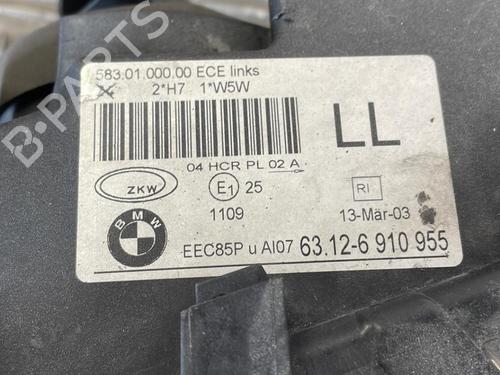 583.01.000.00 ECE links
2*H7 1*W5W
LL
04 HCR PL 02 A
ZKW
E1 25
RI
1109
13-Mar-03
BMW
EEC85P u AI07 63.12-6 910 955
B-PARTS